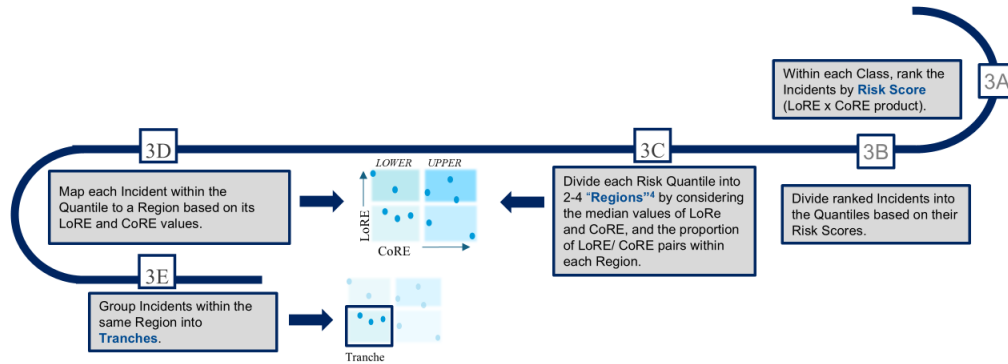 Within each Class, rank the
Incidents by Risk Score
(LoRE x CoRE product).
3A
3B
Divide ranked Incidents into
the Quantiles based on their
Risk Scores.
3C
Divide each Risk Quantile into
2-4 “Regions”4 by considering
the median values of LoRe
and CoRE, and the proportion
of LoRE/ CoRE pairs within
each Region.
LOWER UPPER
LoRE
CoRE
3D
Map each Incident within the
Quantile to a Region based on its
LoRE and CoRE values.
3E
Group Incidents within the
same Region into
Tranches.
Tranche